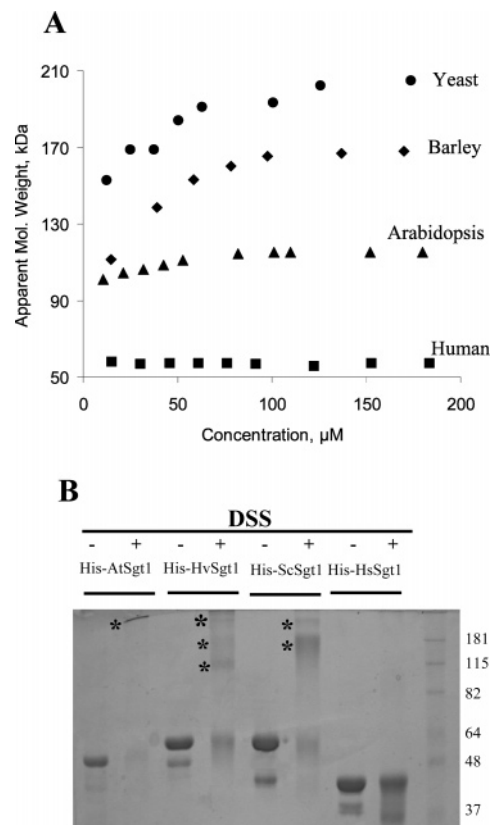 A
210
170
130
90
50
0
50
100
150
200
Apparent Mol. Weight, kDa
Concentration, µM
Yeast
Barley
Arabidopsis
Human
B
DSS
- + - + - + - +
His-AtSgt1 His-HvSgt1 His-ScSgt1 His-HsSgt1
* * *
181
* *
115
*
82
64
48
37